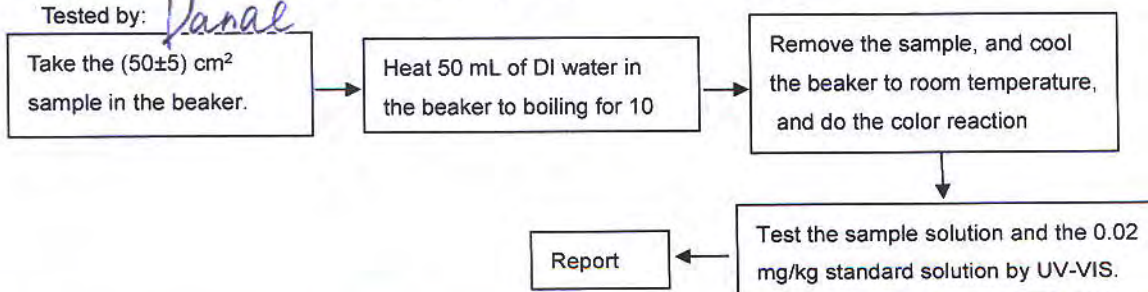 Tested by:
Take the (50±5) cm²
sample in the beaker.
Heat 50 mL of DI water in
the beaker to boiling for 10
Remove the sample, and cool
the beaker to room temperature,
and do the color reaction
Test the sample solution and the 0.02
mg/kg standard solution by UV-VIS.
Report